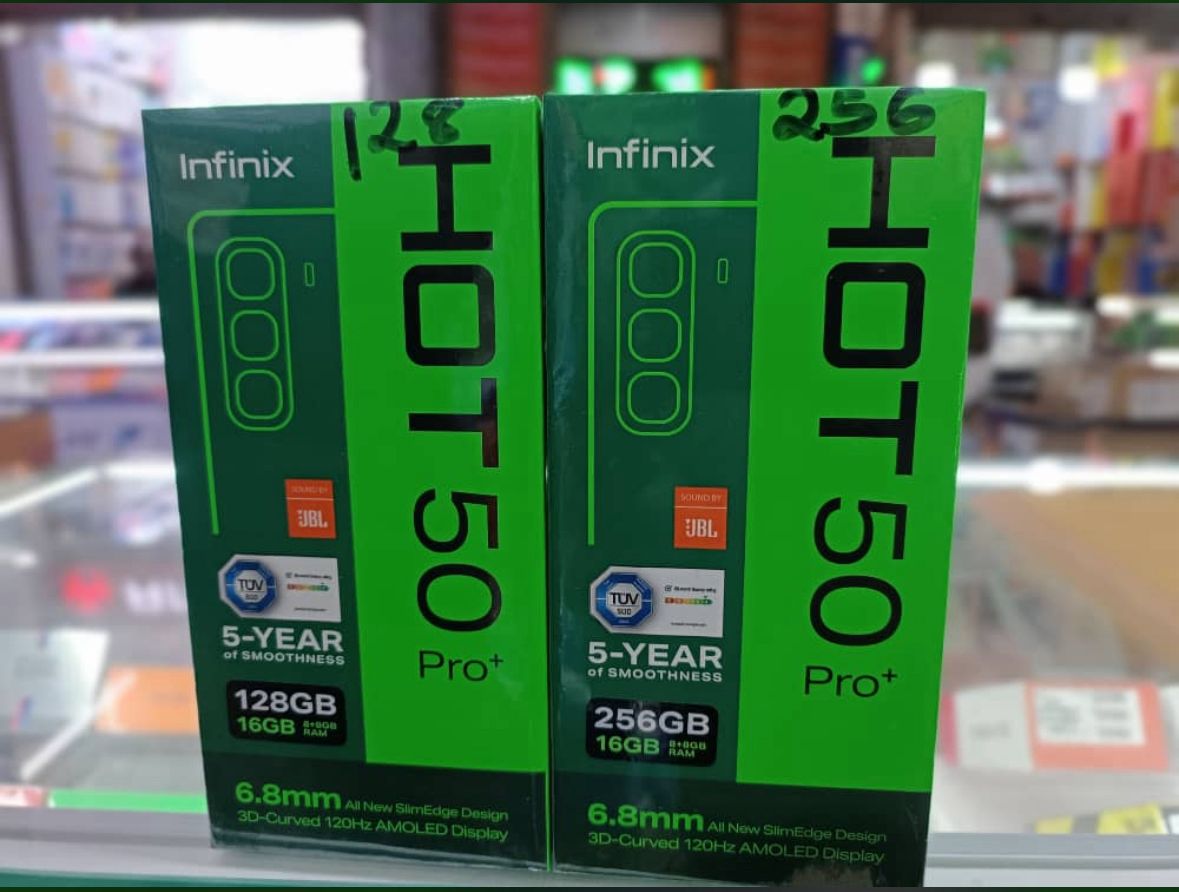 128
Infinix
HOT 50
Pro+
SOUND BY
JBL
TÜV
SÜD
5-YEAR
of SMOOTHNESS
128GB
16GB 8+8GB
RAM
6.8mm All New SlimEdge Design
3D-Curved 120Hz AMOLED Display
256
Infinix
HOT 50
Pro+
SOUND BY
JBL
TÜV
SÜD
5-YEAR
of SMOOTHNESS
256GB
16GB 8+8GB
RAM
6.8mm All New SlimEdge Design
3D-Curved 120Hz AMOLED Display